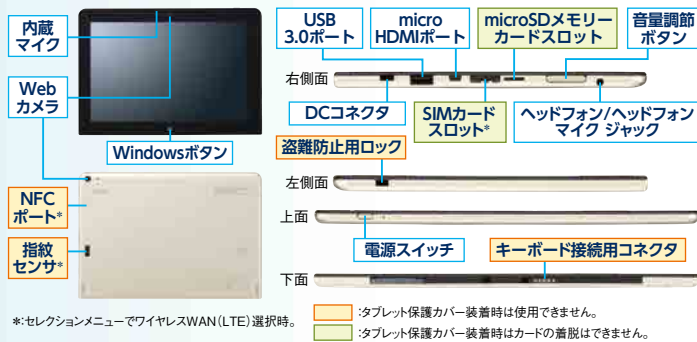 内蔵
マイク
Web
カメラ
Windowsボタン
NFC
ポート*
指紋
センサ*
USB
3.0ポート
micro
HDMIポート
microSDメモリー
カードスロット
音量調節
ボタン
右側面
DCコネクタ
SIMカード
スロット*
ヘッドフォン/ヘッドフォン
マイク ジャック
盗難防止用ロック
左側面
上面
電源スイッチ
キーボード接続用コネクタ
下面
*:セレクションメニューでワイヤレスWAN(LTE)選択時。
:タブレット保護カバー装着時は使用できません。
:タブレット保護カバー装着時はカードの着脱はできません。